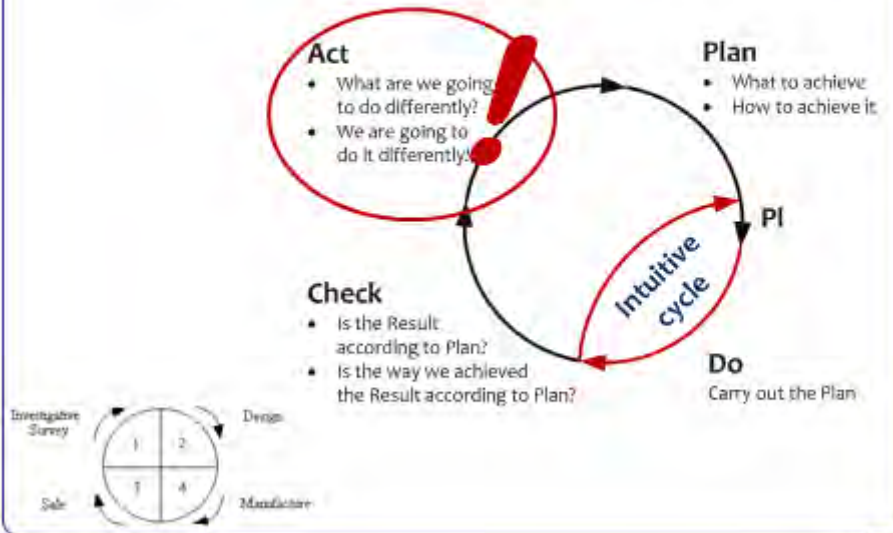 Act
• What are we going
to do differently?
• We are going to
do it differently!
Plan
• What to achieve
• How to achieve it
Pl
Intuitive
cycle
Check
• Is the Result
according to Plan?
• Is the way we achieved
the Result according to Plan?
Do
Carry out the Plan
Investigative
Survey
Design
1
2
3
4
Sale
Manufacture